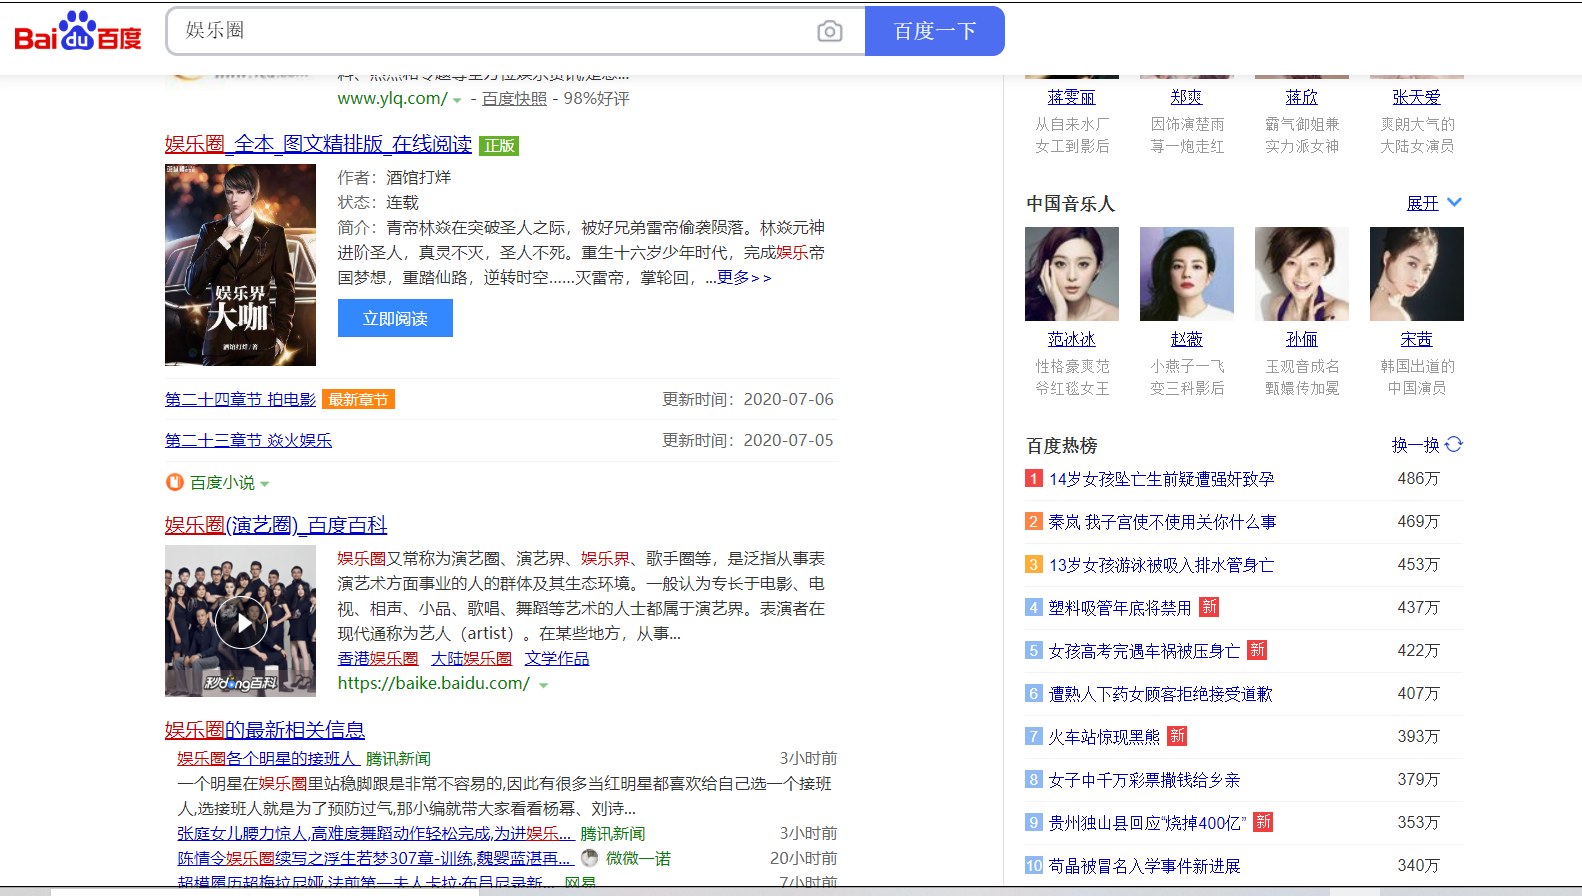 Bai du 百度
娱乐圈
百度一下
www.ylq.com/ - 百度快照 - 98%好评
娱乐圈_全本_图文精排版_在线阅读 正版
作者：酒馆打烊
状态：连载
简介：青帝林焱在突破圣人之际，被好兄弟雷帝偷袭陨落。林焱元神
进阶圣人，真灵不灭，圣人不死。重生十六岁少年时代，完成娱乐帝
国梦想，重踏仙路，逆转时空……灭雷帝，掌轮回，...更多>>
立即阅读
娱乐界
大咖
酒馆打烊/著
第二十四章节 拍电影 最新章节 更新时间：2020-07-06
第二十三章节 焱火娱乐 更新时间：2020-07-05
百度小说
娱乐圈(演艺圈)_百度百科
娱乐圈又常称为演艺圈、演艺界、娱乐界、歌手圈等，是泛指从事表
演艺术方面事业的人的群体及其生态环境。一般认为专长于电影、电
视、相声、小品、歌唱、舞蹈等艺术的人士都属于演艺界。表演者在
现代通称为艺人（artist）。在某些地方，从事...
香港娱乐圈 大陆娱乐圈 文学作品
https://baike.baidu.com/
秒dong百科
娱乐圈的最新相关信息
娱乐圈各个明星的接班人 腾讯新闻 3小时前
一个明星在娱乐圈里站稳脚跟是非常不容易的,因此有很多当红明星都喜欢给自己选一个接班
人,选接班人就是为了预防过气,那小编就带大家看看杨幂、刘诗...
张庭女儿腰力惊人,高难度舞蹈动作轻松完成,为进娱乐... 腾讯新闻 3小时前
陈情令娱乐圈续写之浮生若梦307章-训练,魏婴蓝湛再... 微微一诺 20小时前
超模履历超梅拉尼娅,法前第一夫人卡拉·布吕尼录新... 网易 7小时前
蒋雯丽 郑爽 蒋欣 张天爱
从自来水厂 因饰演楚雨 霸气御姐兼 爽朗大气的
女工到影后 荨一炮走红 实力派女神 大陆女演员
中国音乐人 展开
范冰冰 赵薇 孙俪 宋茜
性格豪爽范 小燕子一飞 玉观音成名 韩国出道的
爷红毯女王 变三科影后 甄嬛传加冕 中国演员
百度热榜 换一换
1 14岁女孩坠亡生前疑遭强奸致孕 486万
2 秦岚 我子宫使不使用关你什么事 469万
3 13岁女孩游泳被吸入排水管身亡 453万
4 塑料吸管年底将禁用 新 437万
5 女孩高考完遇车祸被压身亡 新 422万
6 遭熟人下药女顾客拒绝接受道歉 407万
7 火车站惊现黑熊 新 393万
8 女子中千万彩票撒钱给乡亲 379万
9 贵州独山县回应“烧掉400亿” 新 353万
10 苟晶被冒名入学事件新进展 340万